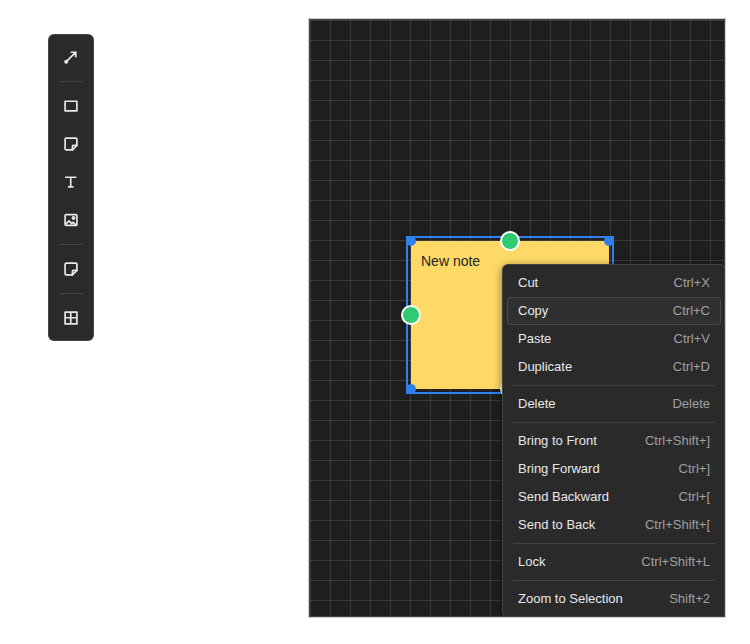 New note
Cut Ctrl+X
Copy Ctrl+C
Paste Ctrl+V
Duplicate Ctrl+D
Delete Delete
Bring to Front Ctrl+Shift+]
Bring Forward Ctrl+]
Send Backward Ctrl+[
Send to Back Ctrl+Shift+[
Lock Ctrl+Shift+L
Zoom to Selection Shift+2